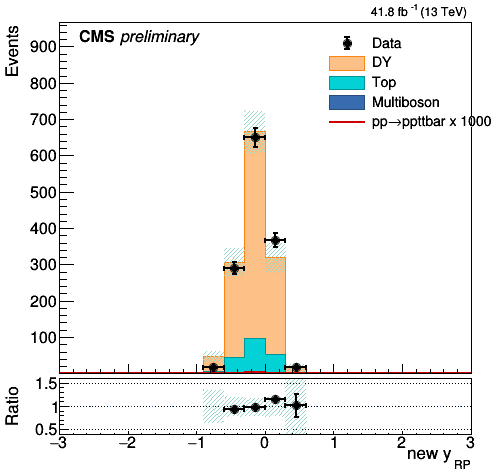 41.8 fb⁻¹ (13 TeV)
CMS preliminary
Events
900
800
700
600
500
400
300
200
100
Data
DY
Top
Multiboson
pp→ppttbar x 1000
Ratio
1.5
1
0.5
−3 −2 −1 0 1 2 3
new y_RP